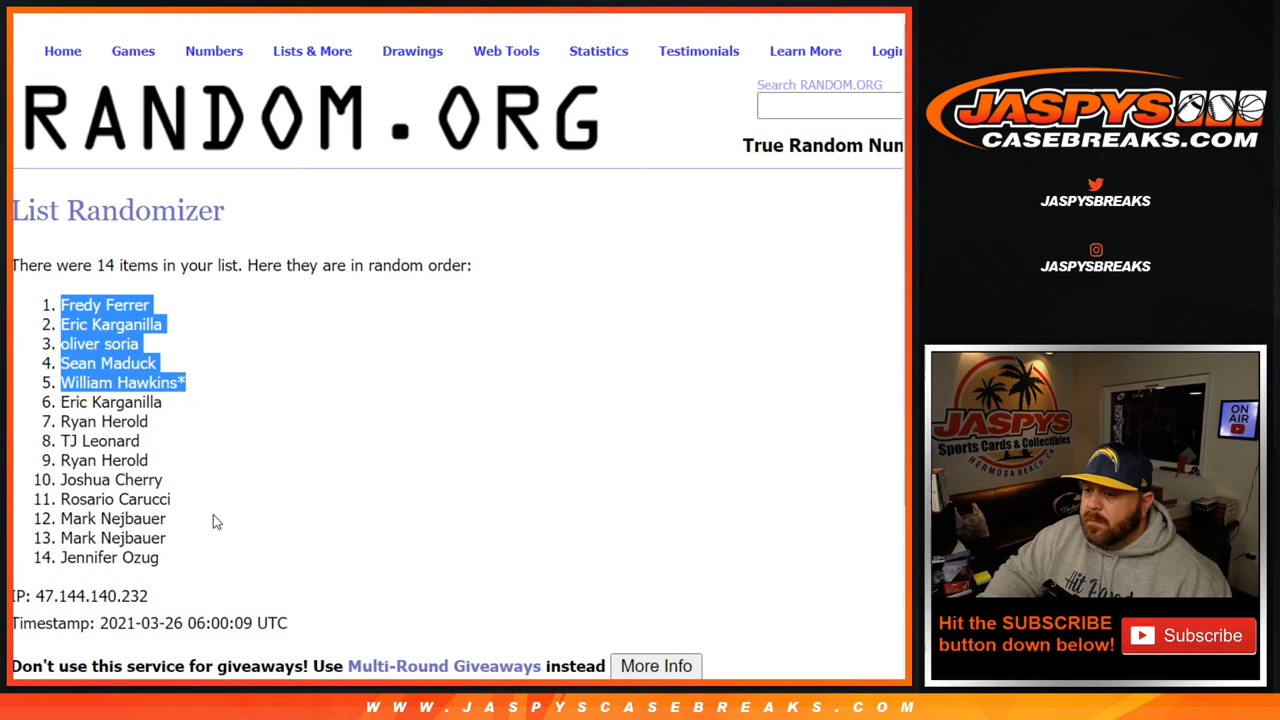 Home Games Numbers Lists & More Drawings Web Tools Statistics Testimonials Learn More Login
RANDOM.ORG
Search RANDOM.ORG
True Random Num
List Randomizer
There were 14 items in your list. Here they are in random order:
1. Fredy Ferrer
2. Eric Karganilla
3. oliver soria
4. Sean Maduck
5. William Hawkins*
6. Eric Karganilla
7. Ryan Herold
8. TJ Leonard
9. Ryan Herold
10. Joshua Cherry
11. Rosario Carucci
12. Mark Nejbauer
13. Mark Nejbauer
14. Jennifer Ozug
IP: 47.144.140.232
Timestamp: 2021-03-26 06:00:09 UTC
Don't use this service for giveaways! Use Multi-Round Giveaways instead More Info
JASPYS
CASEBREAKS.COM
JASPYSBREAKS
JASPYSBREAKS
JASPYS
Sports Cards & Collectibles
HERMOSA BEACH, CA
ON
AIR
Hit the SUBSCRIBE
button down below!
Subscribe
WWW.JASPYSCASEBREAKS.COM